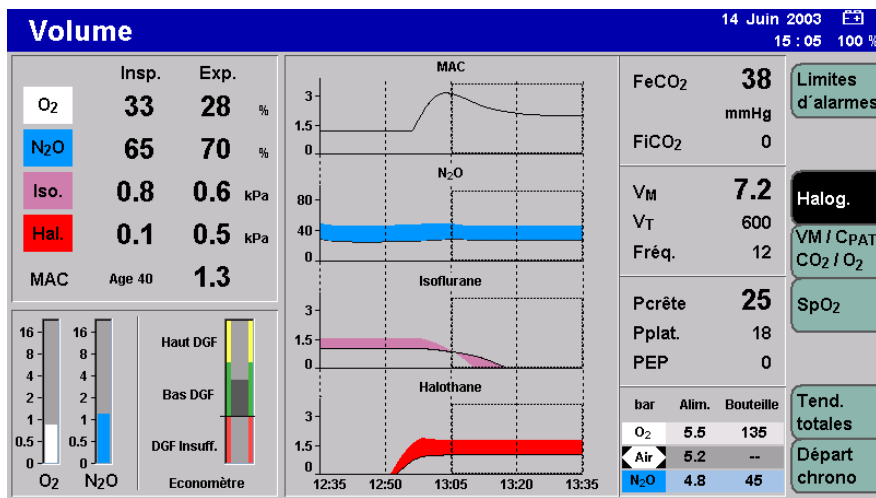 Volume
14 Juin 2003
15 : 05 100 %
Insp. Exp.
O2 33 28 %
N2O 65 70 %
Iso. 0.8 0.6 kPa
Hal. 0.1 0.5 kPa
MAC Age 40 1.3
16 16
8 8
4 4
2 2
1 1
0.5 0.5
0 0
O2 N2O
Haut DGF
Bas DGF
DGF Insuff.
Economètre
MAC
3
1.5
0
N2O
80
40
0
Isoflurane
3
1.5
0
Halothane
3
1.5
0
12:35 12:50 13:05 13:20 13:35
FeCO2 38
mmHg
FiCO2 0
VM 7.2
VT 600
Fréq. 12
Pcrête 25
Pplat. 18
PEP 0
bar Alim. Bouteille
O2 5.5 135
Air 5.2 --
N2O 4.8 45
Limites
d´alarmes
Halog.
VM / CPAT
CO2 / O2
SpO2
Tend.
totales
Départ
chrono